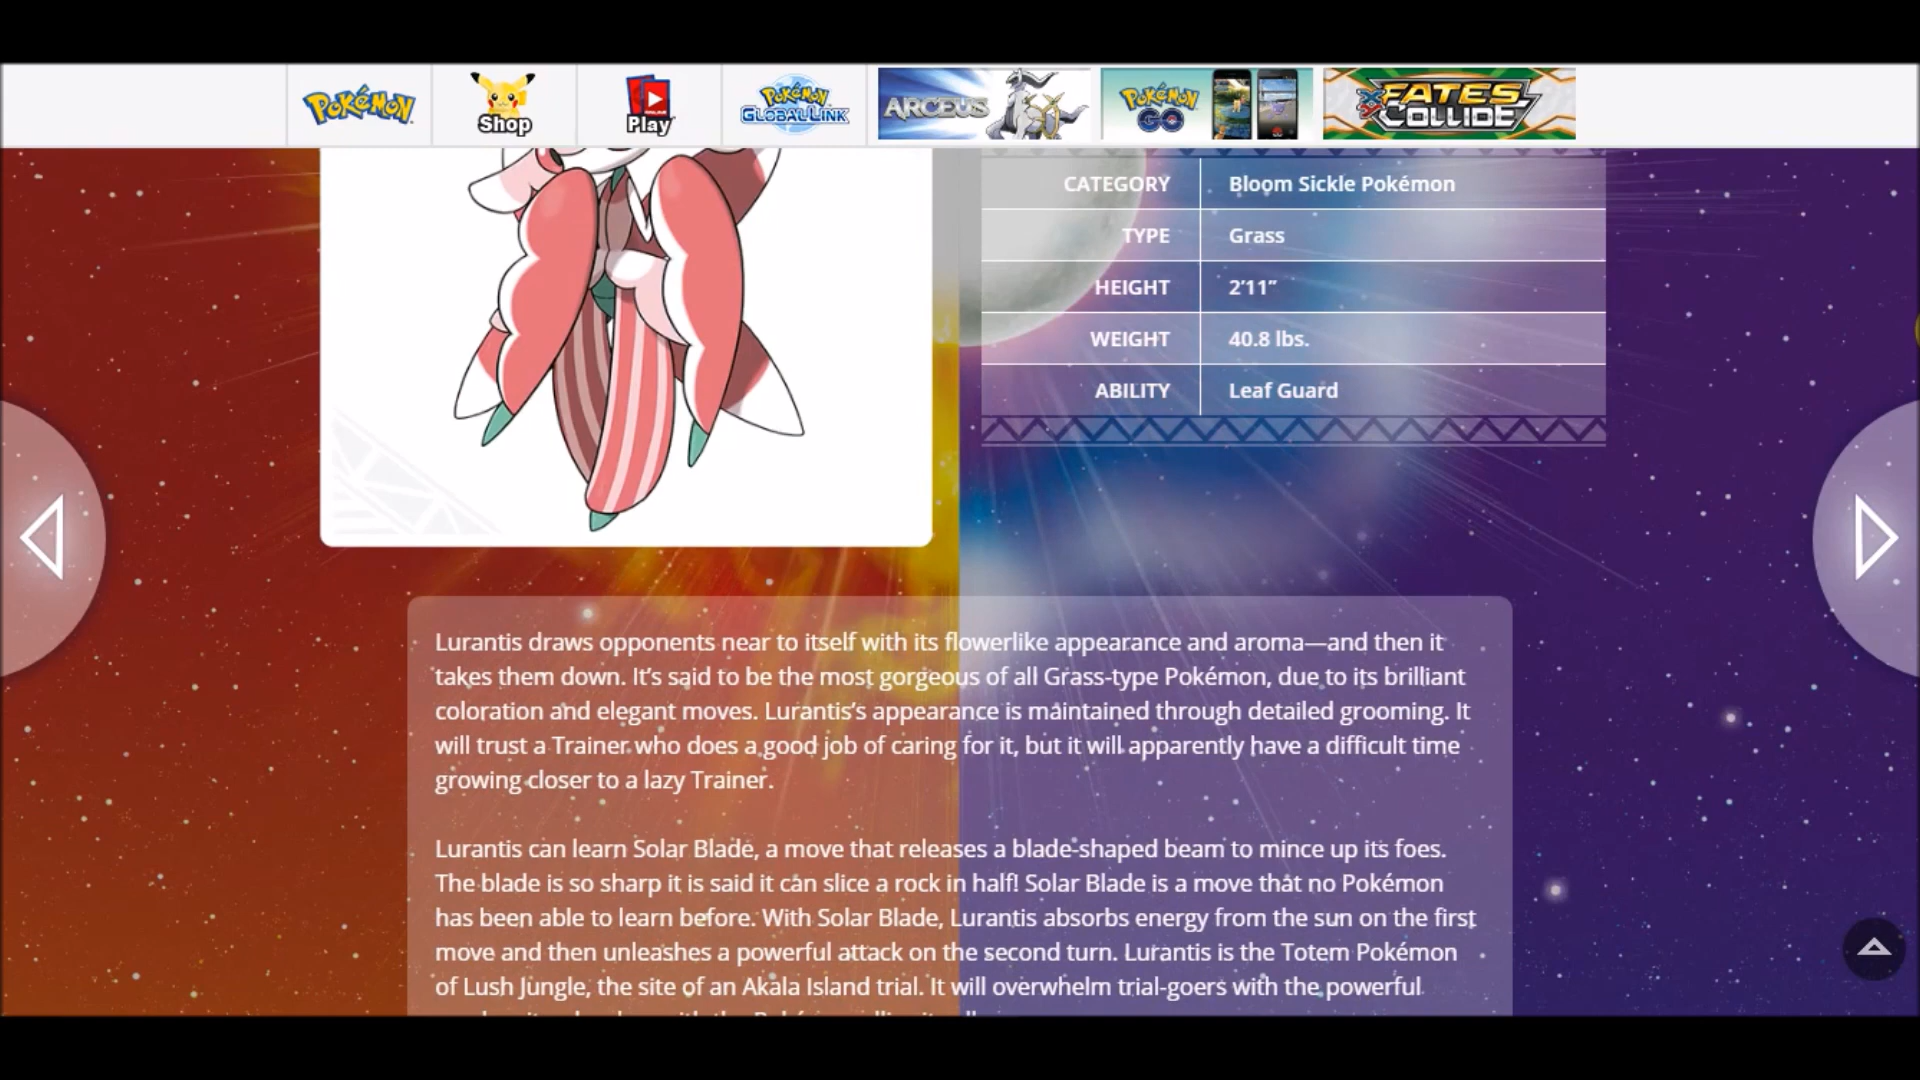 POKéMON
Shop
Play
POKéMON
GLOBAL LINK
ARCEUS
POKéMON
GO
XY
FATES
COLLIDE
CATEGORY Bloom Sickle Pokémon
TYPE Grass
HEIGHT 2’11”
WEIGHT 40.8 lbs.
ABILITY Leaf Guard
Lurantis draws opponents near to itself with its flowerlike appearance and aroma—and then it
takes them down. It’s said to be the most gorgeous of all Grass-type Pokémon, due to its brilliant
coloration and elegant moves. Lurantis’s appearance is maintained through detailed grooming. It
will trust a Trainer who does a good job of caring for it, but it will apparently have a difficult time
growing closer to a lazy Trainer.
Lurantis can learn Solar Blade, a move that releases a blade-shaped beam to mince up its foes.
The blade is so sharp it is said it can slice a rock in half! Solar Blade is a move that no Pokémon
has been able to learn before. With Solar Blade, Lurantis absorbs energy from the sun on the first
move and then unleashes a powerful attack on the second turn. Lurantis is the Totem Pokémon
of Lush Jungle, the site of an Akala Island trial. It will overwhelm trial-goers with the powerful